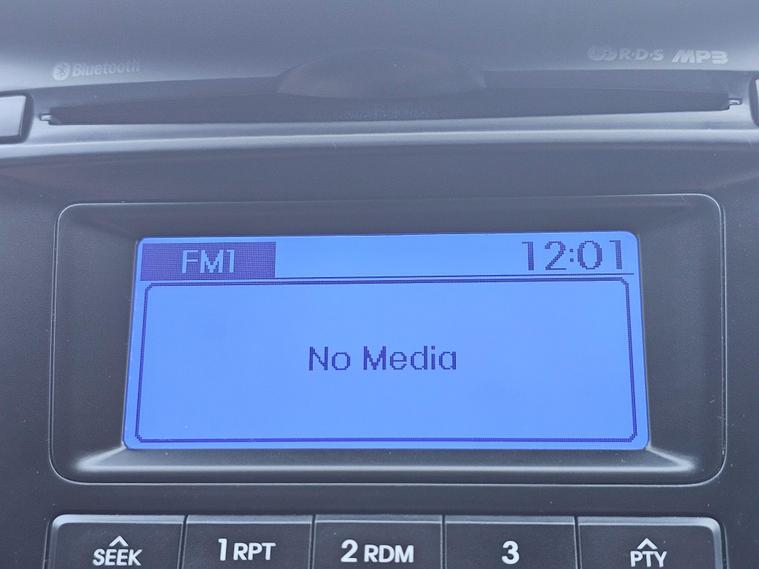 Bluetooth
R·D·S MP3
FM1 12:01
No Media
SEEK 1 RPT 2 RDM 3 PTY